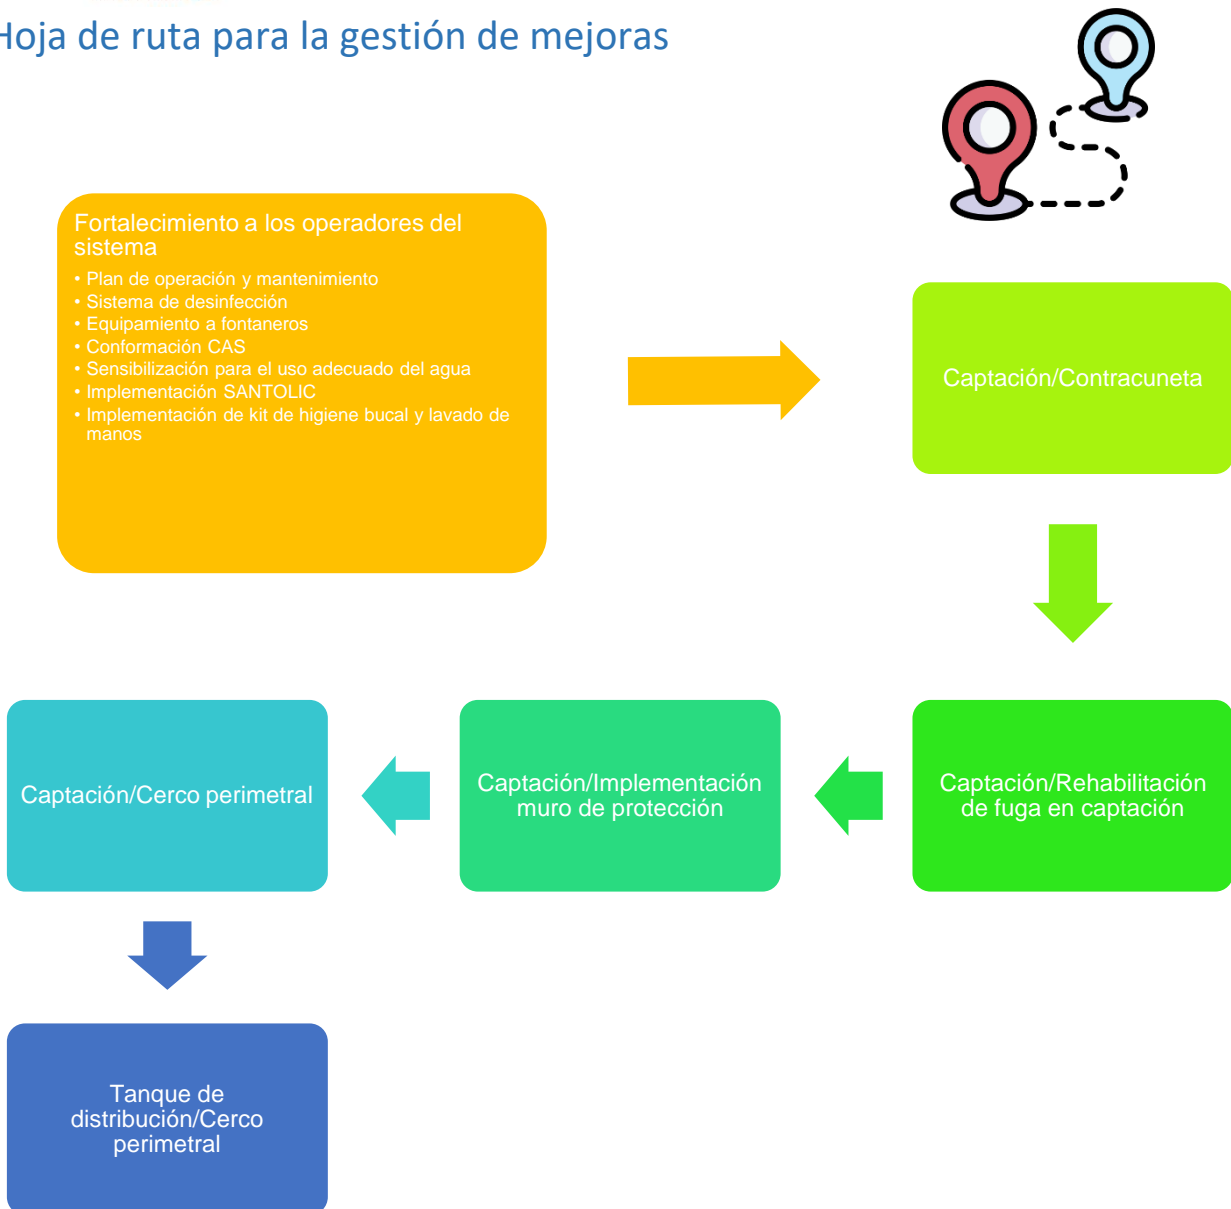 Hoja de ruta para la gestión de mejoras
Fortalecimiento a los operadores del
sistema
• Plan de operación y mantenimiento
• Sistema de desinfección
• Equipamiento a fontaneros
• Conformación CAS
• Sensibilización para el uso adecuado del agua
• Implementación SANTOLIC
• Implementación de kit de higiene bucal y lavado de
manos
Captación/Contracuneta
Captación/Rehabilitación
de fuga en captación
Captación/Implementación
muro de protección
Captación/Cerco perimetral
Tanque de
distribución/Cerco
perimetral